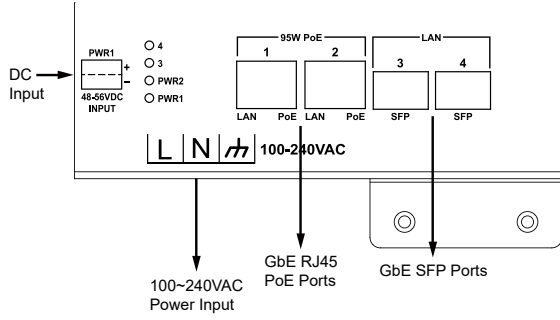 95W PoE
LAN
1
2
3
4
4
3
PWR2
PWR1
PWR1
+
-
48-56VDC
INPUT
DC
Input
LAN PoE LAN PoE
SFP
SFP
L N 100-240VAC
100~240VAC
Power Input
GbE RJ45
PoE Ports
GbE SFP Ports